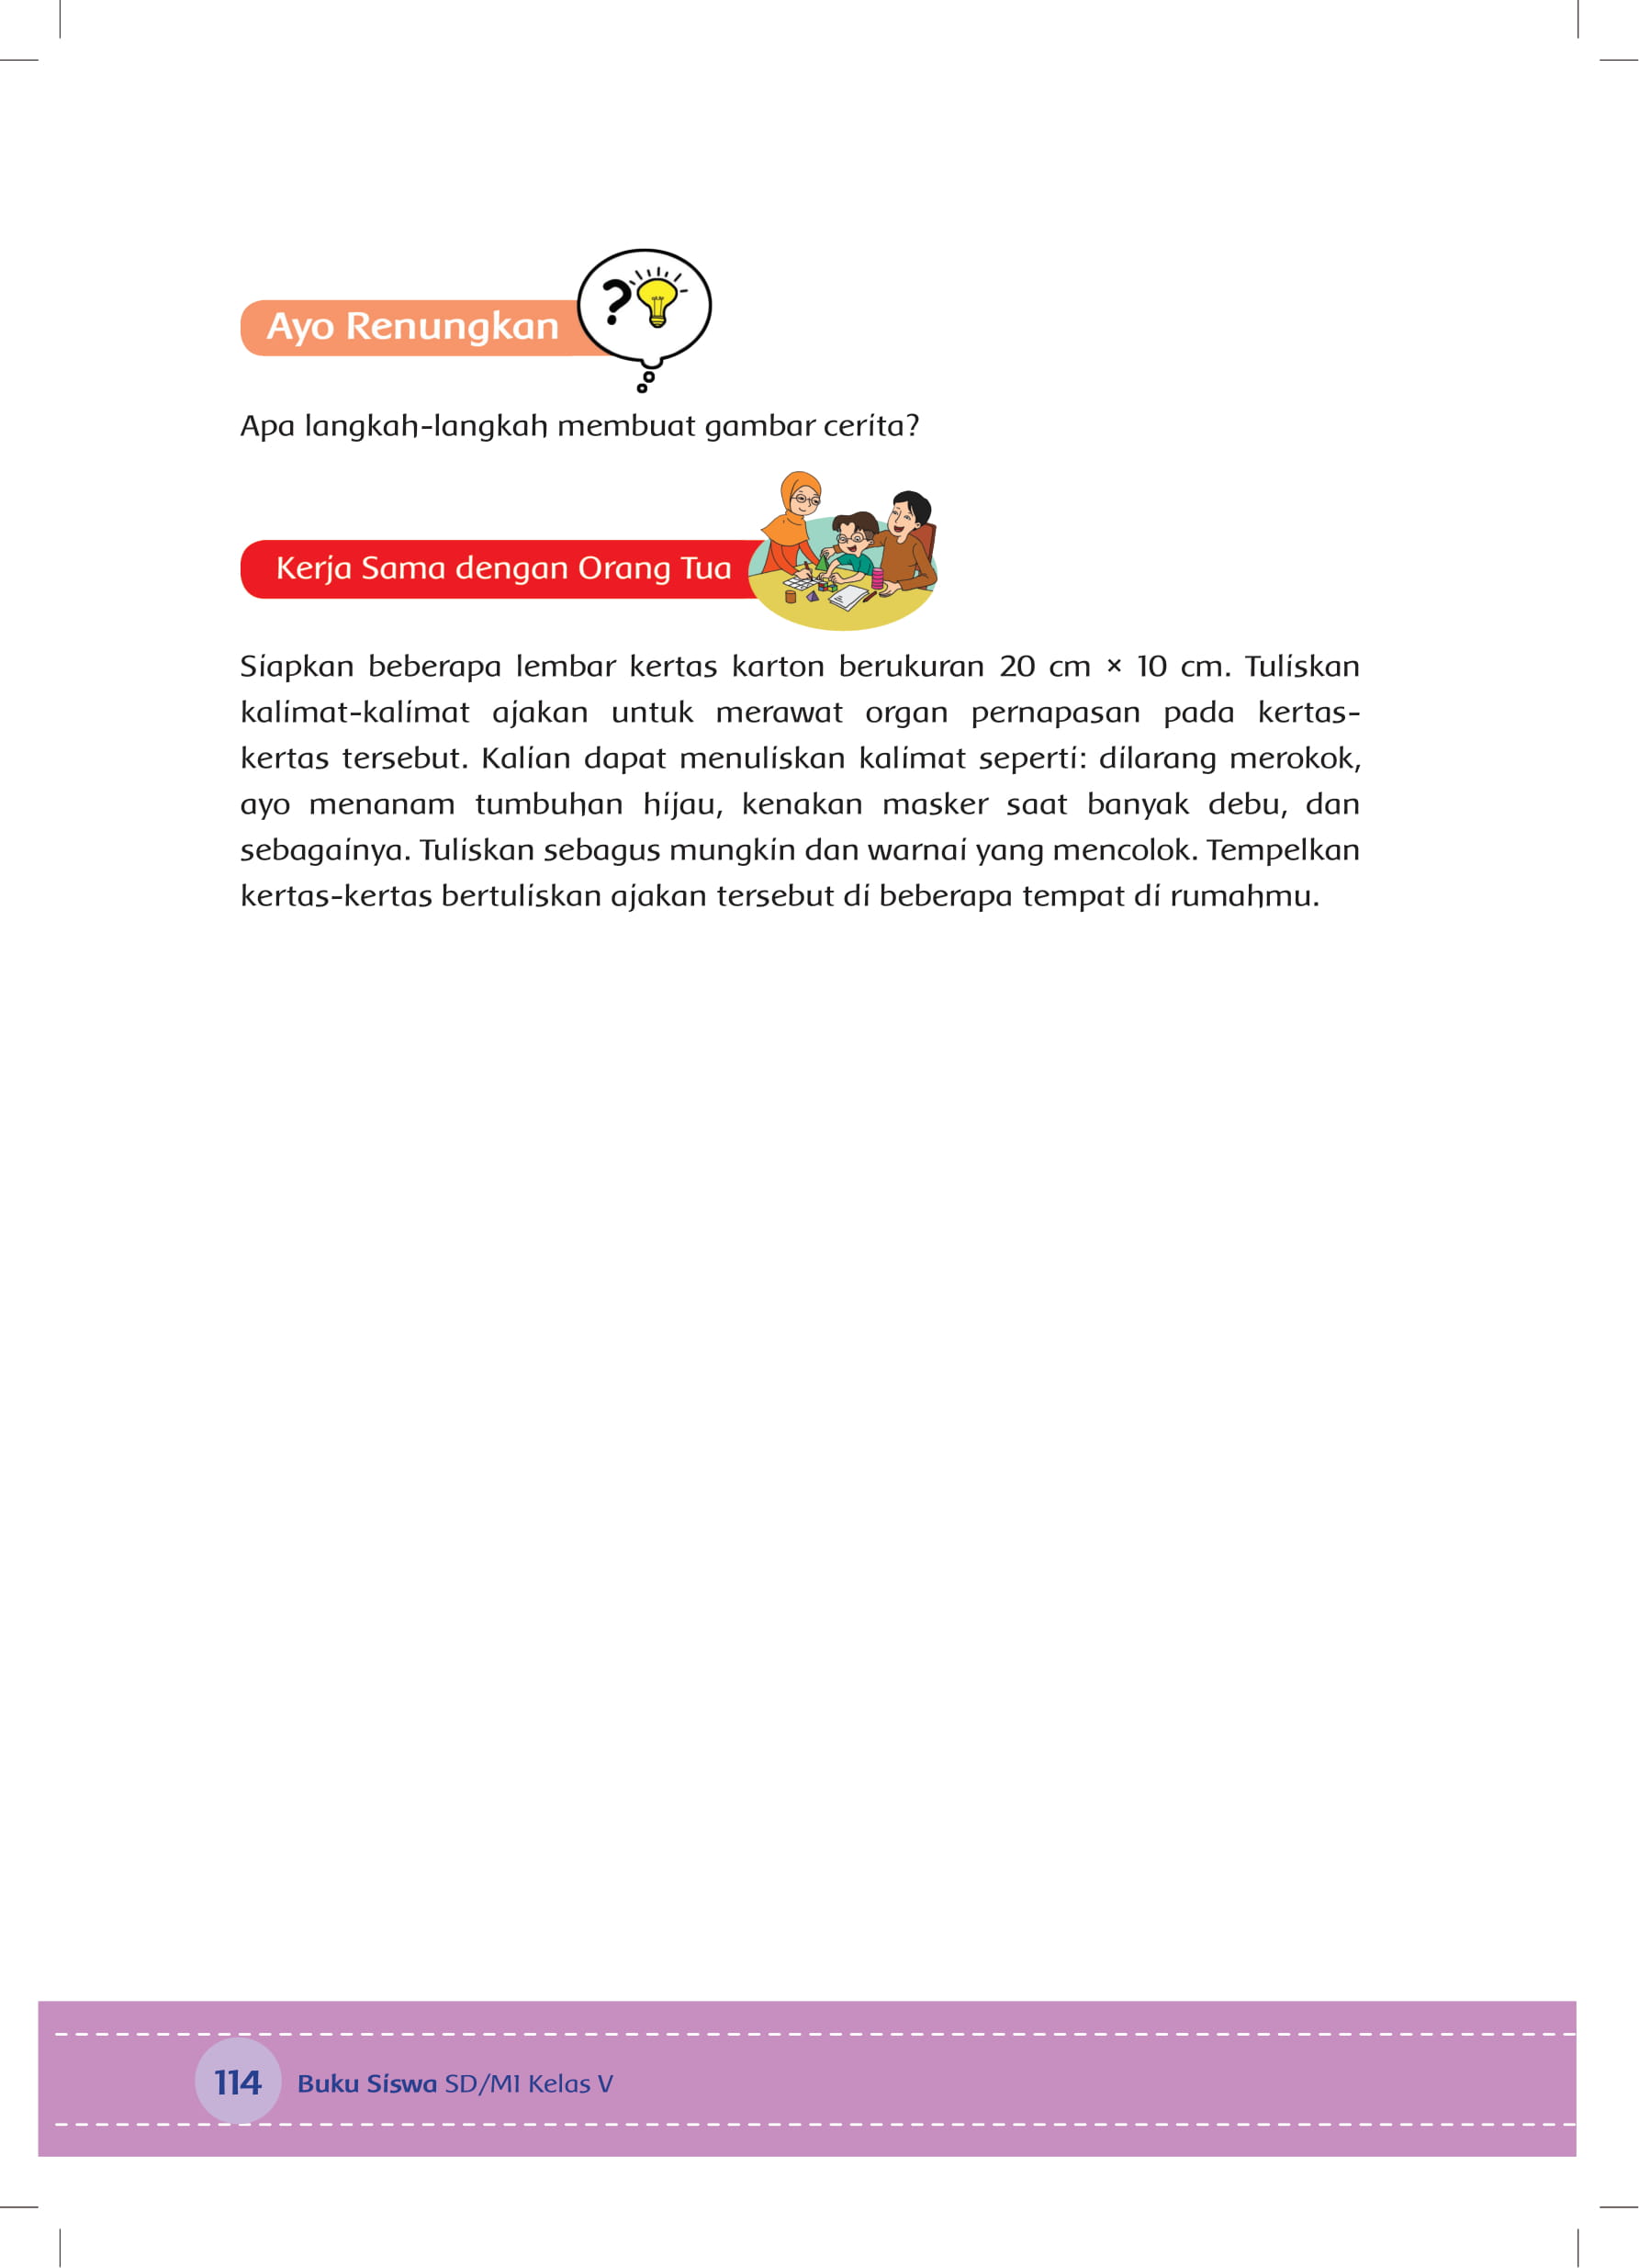 Ayo Renungkan
Apa langkah-langkah membuat gambar cerita?
Kerja Sama dengan Orang Tua
Siapkan beberapa lembar kertas karton berukuran 20 cm × 10 cm. Tuliskan
kalimat-kalimat ajakan untuk merawat organ pernapasan pada kertas-
kertas tersebut. Kalian dapat menuliskan kalimat seperti: dilarang merokok,
ayo menanam tumbuhan hijau, kenakan masker saat banyak debu, dan
sebagainya. Tuliskan sebagus mungkin dan warnai yang mencolok. Tempelkan
kertas-kertas bertuliskan ajakan tersebut di beberapa tempat di rumahmu.
114 Buku Siswa SD/MI Kelas V